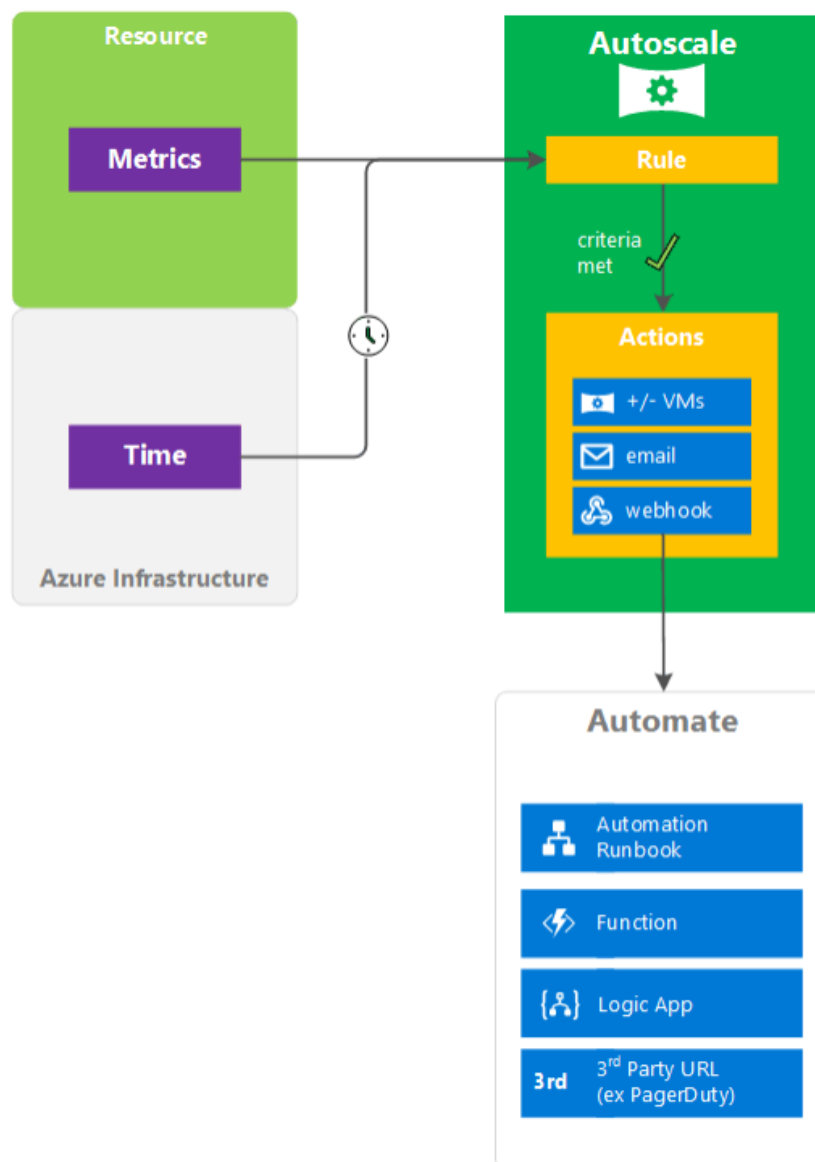 Resource
Metrics
Time
Azure Infrastructure
Autoscale
Rule
criteria
met
Actions
+/- VMs
email
webhook
Automate
Automation
Runbook
Function
Logic App
3rd
3rd Party URL
(ex PagerDuty)